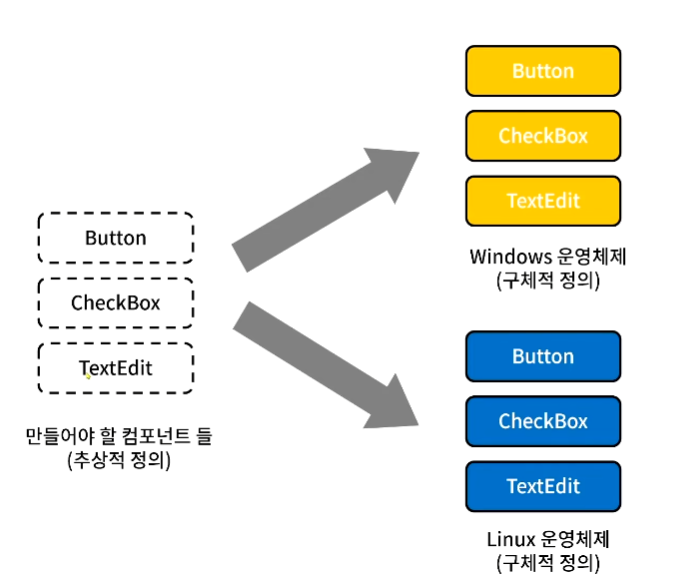 Button
CheckBox
TextEdit
만들어야 할 컴포넌트 들
(추상적 정의)
Button
CheckBox
TextEdit
Windows 운영체제
(구체적 정의)
Button
CheckBox
TextEdit
Linux 운영체제
(구체적 정의)